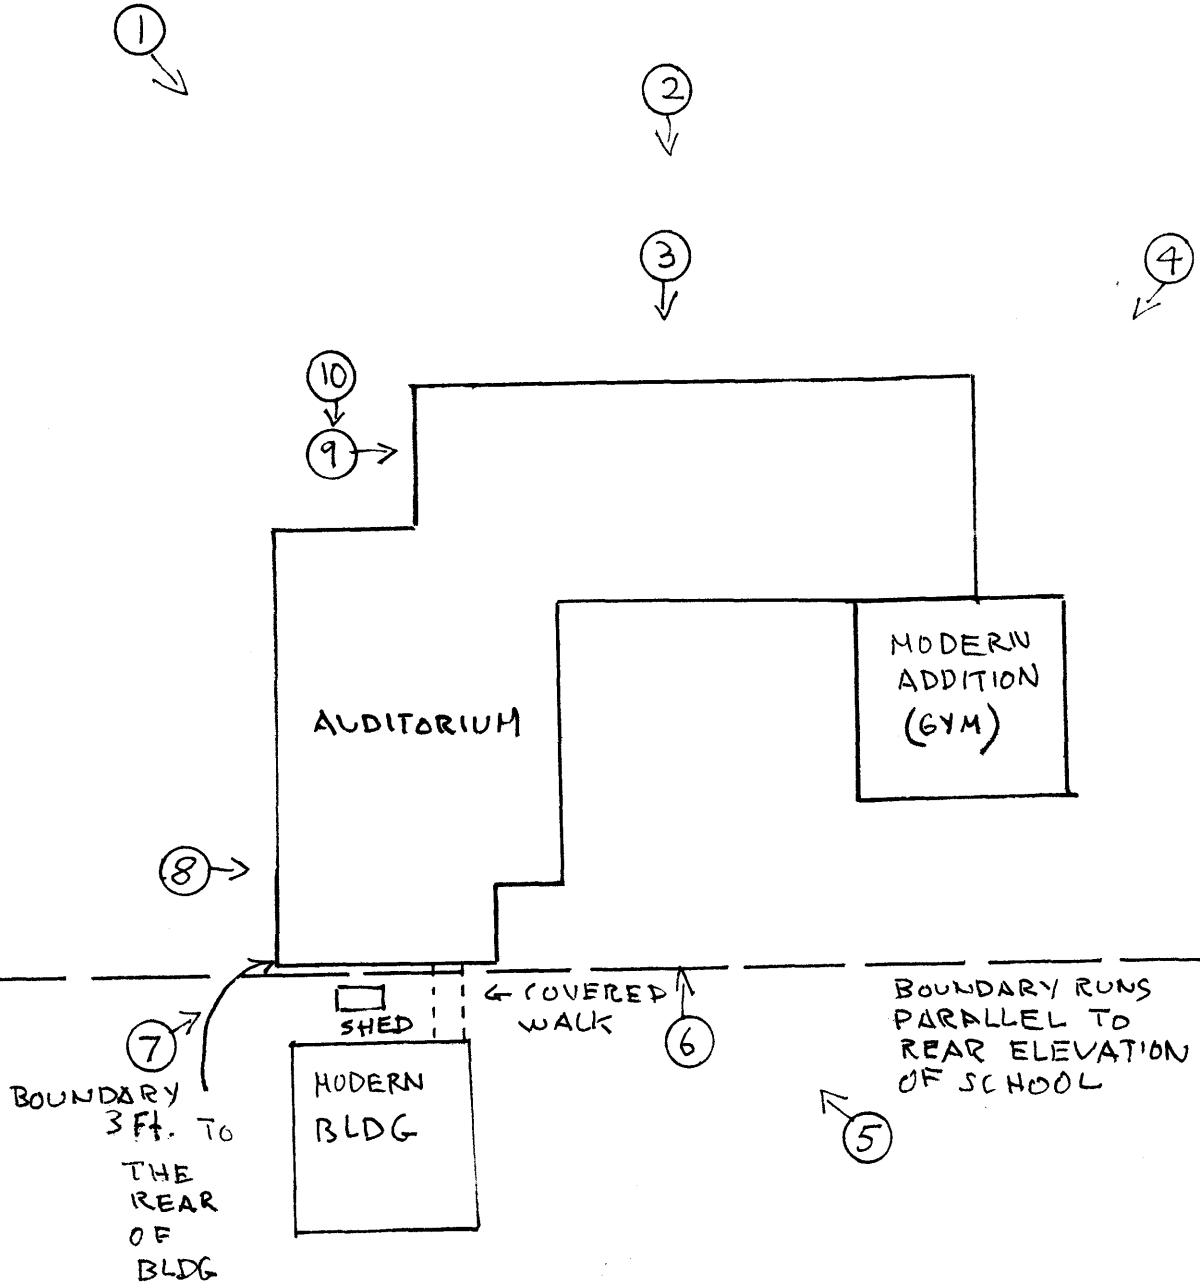 1
2
3
4
10
9
MODERN
ADDITION
(GYM)
AUDITORIUM
8
← COVERED
WALK
BOUNDARY RUNS
PARALLEL TO
REAR ELEVATION
OF SCHOOL
SHED
6
7
MODERN
BLDG
BOUNDARY
3 Ft. TO
THE
REAR
OF
BLDG
5